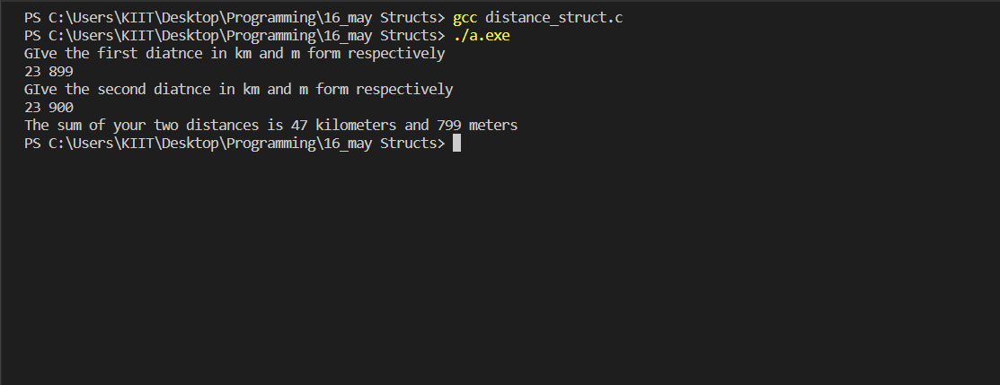 PS C:\Users\KIIT\Desktop\Programming\16_may Structs> gcc distance_struct.c
PS C:\Users\KIIT\Desktop\Programming\16_may Structs> ./a.exe
GIve the first diatnce in km and m form respectively
23 899
GIve the second diatnce in km and m form respectively
23 900
The sum of your two distances is 47 kilometers and 799 meters
PS C:\Users\KIIT\Desktop\Programming\16_may Structs>